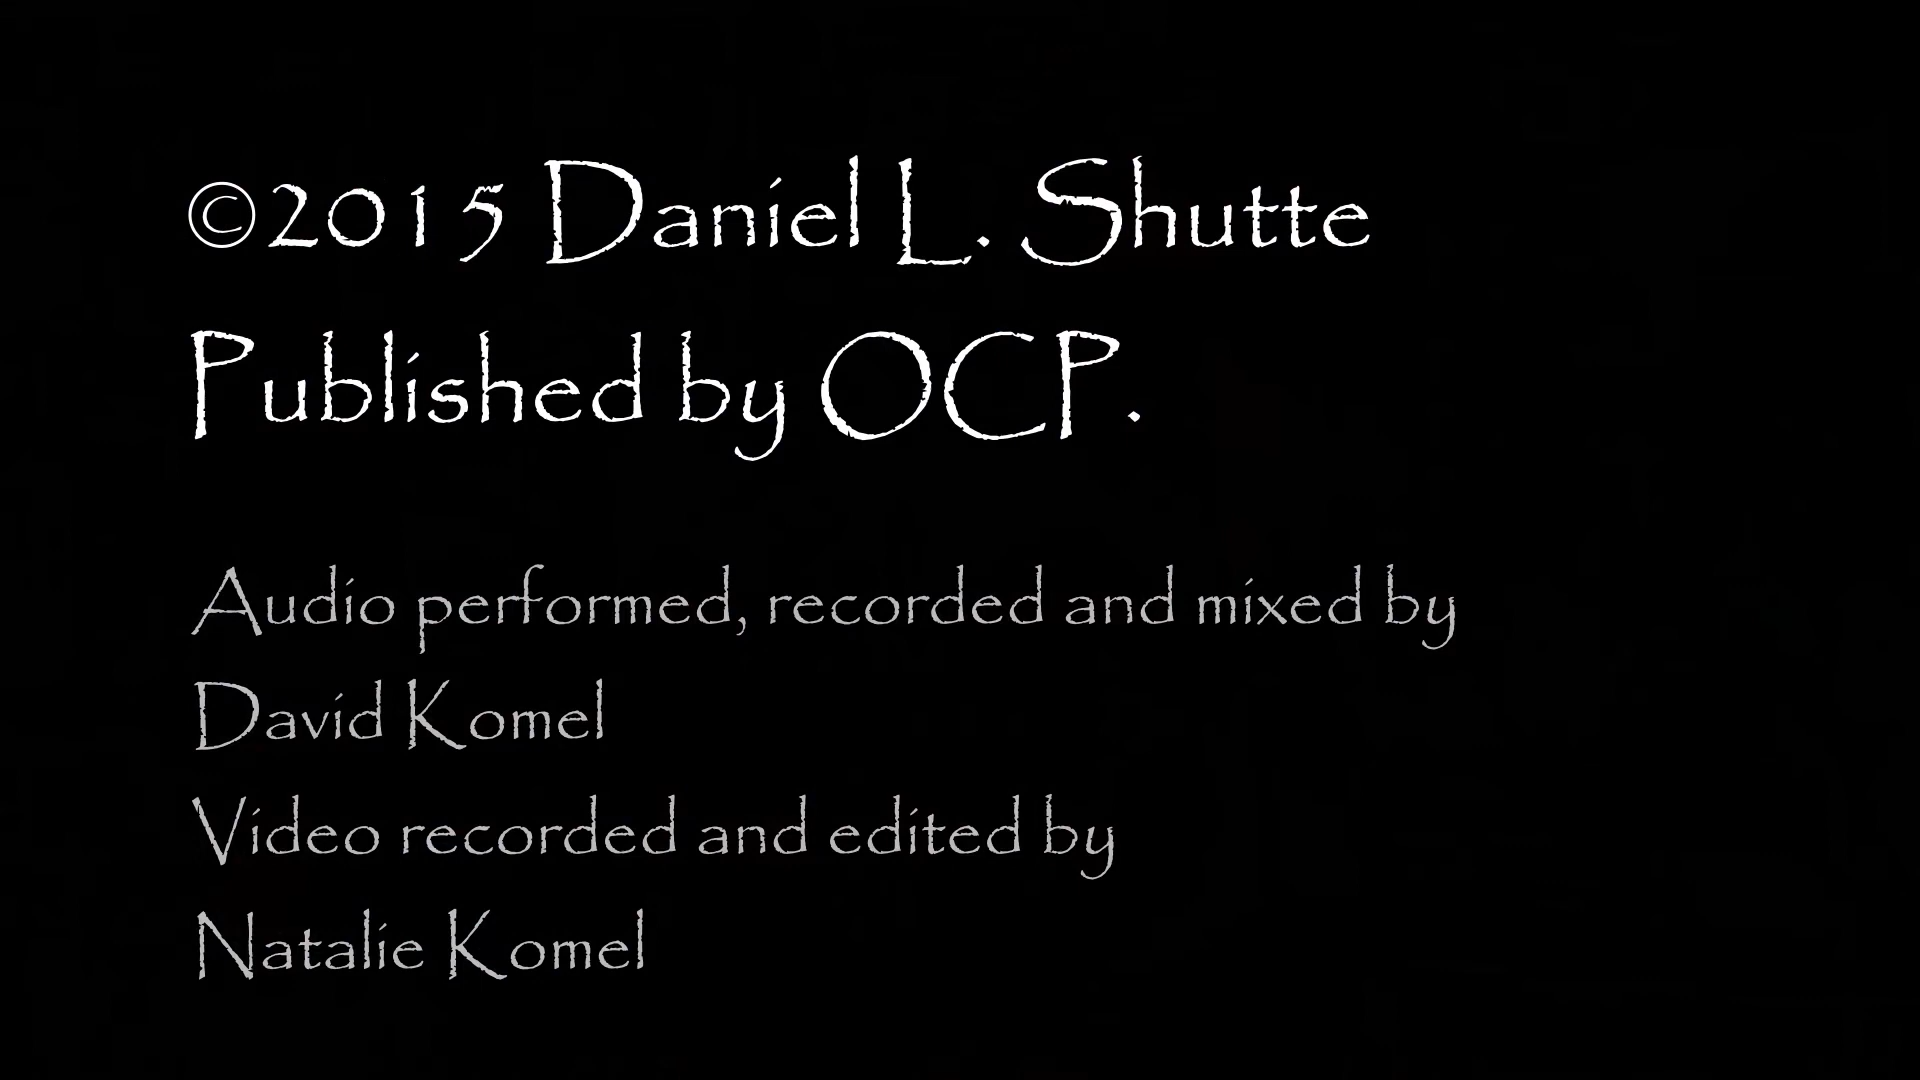 ©2015 Daniel L. Shutte
Published by OCP.
Audio performed, recorded and mixed by
David Komel
Video recorded and edited by
Natalie Komel